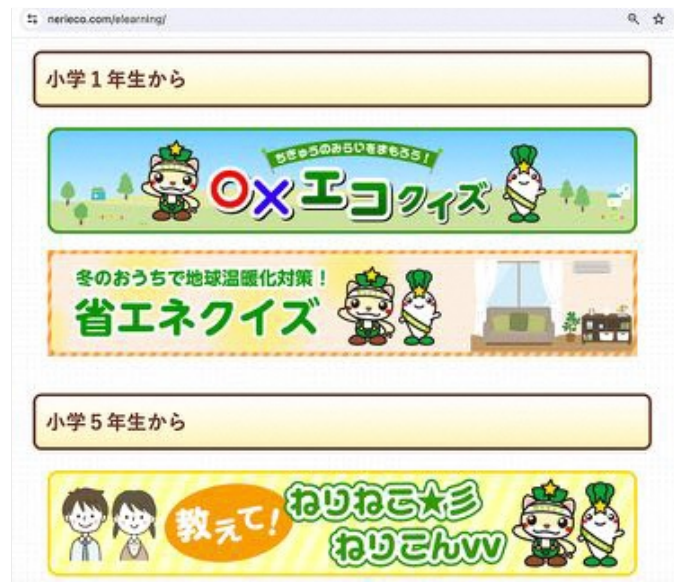 nerieco.com/elearning/
小学1年生から
ちきゅうのみらいをまもろう!
○×エコクイズ
冬のおうちで地球温暖化対策!
省エネクイズ
小学5年生から
教えて!
ねりねこ★彡
ねりこんvv